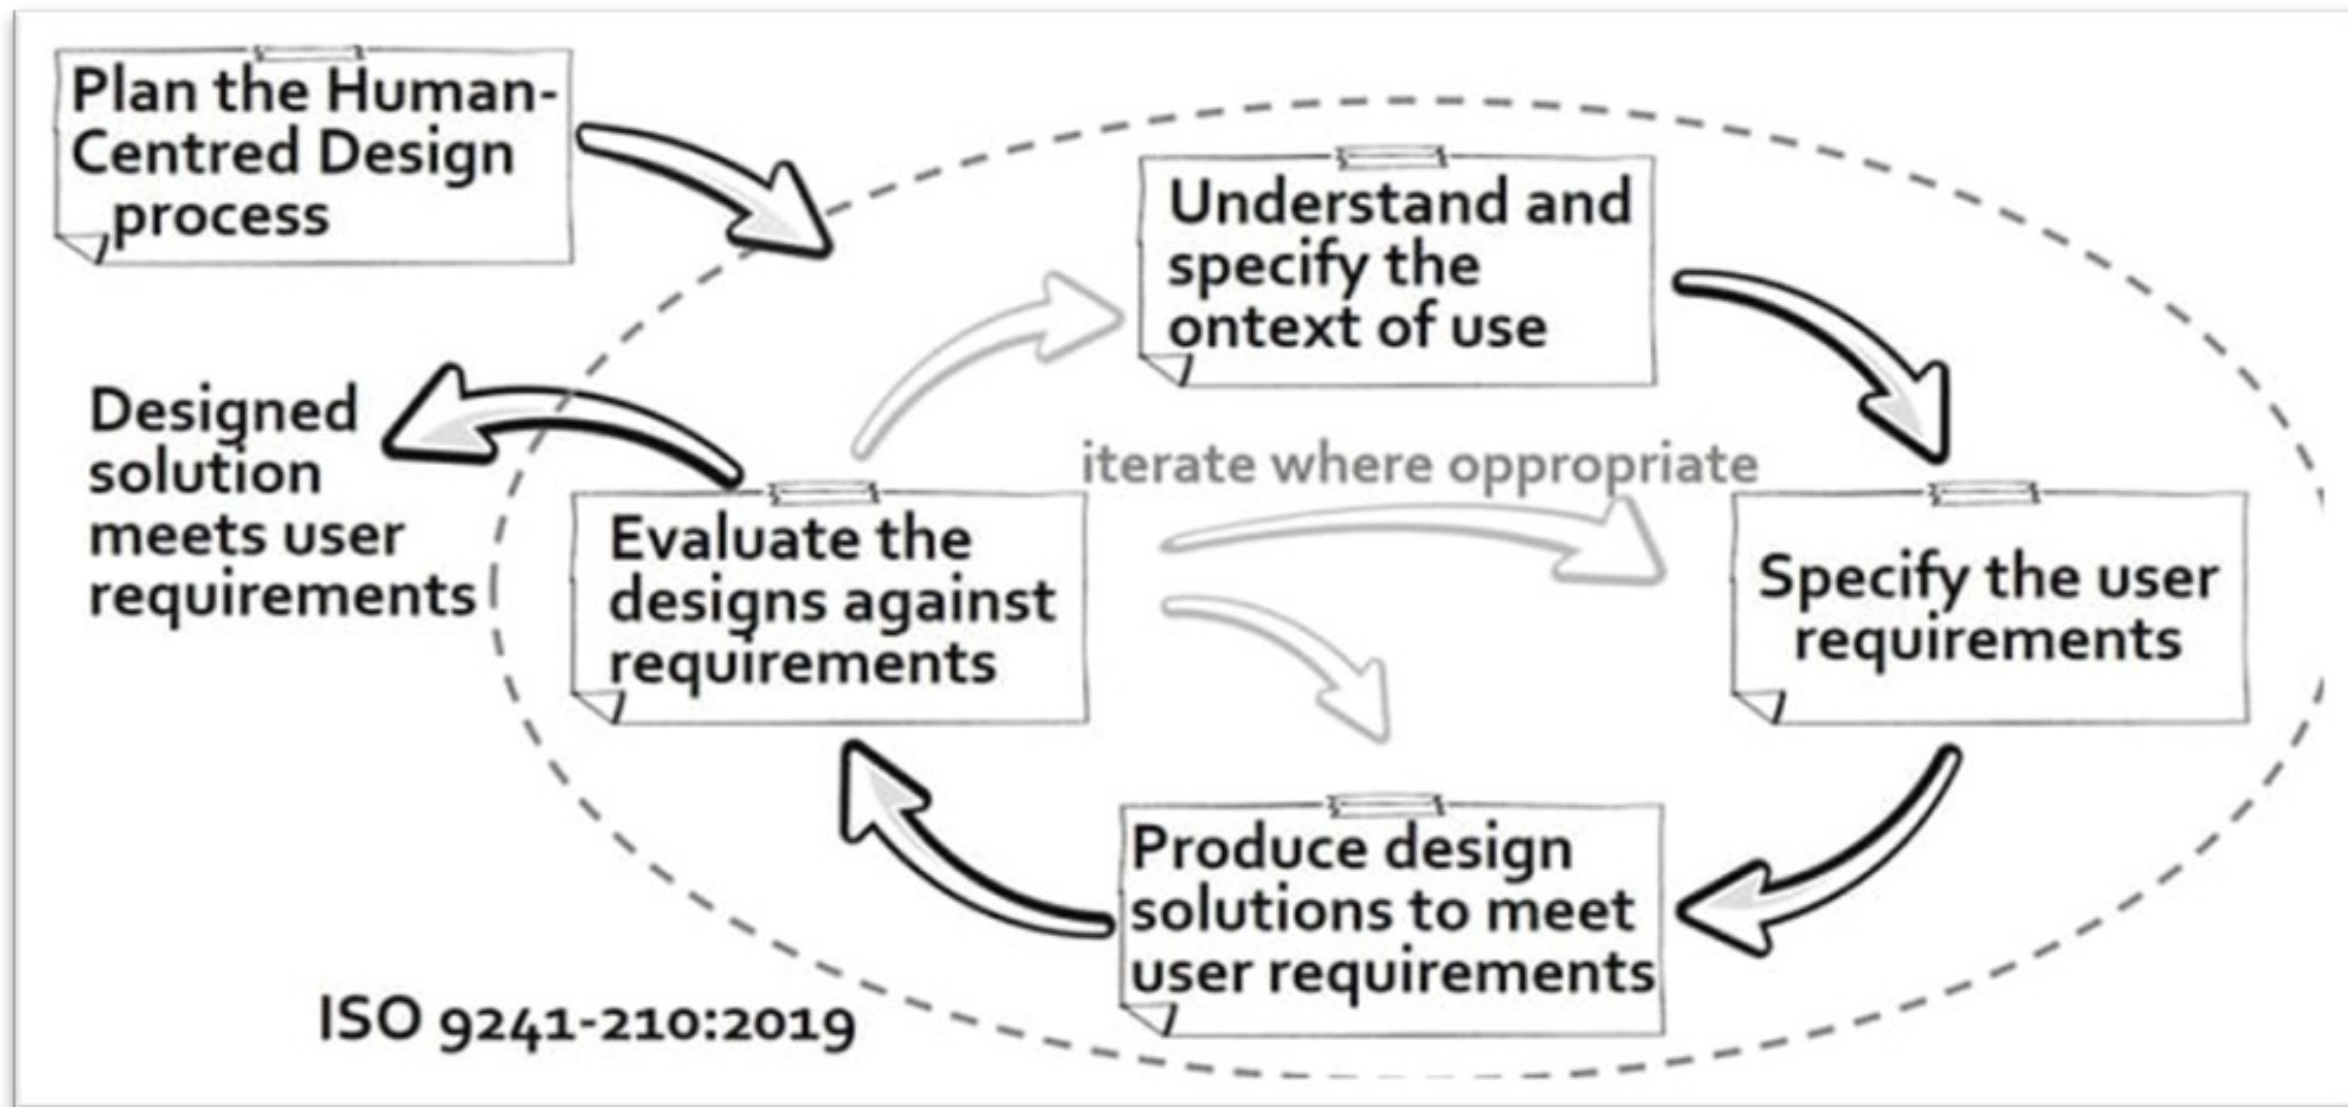 Plan the Human-
Centred Design
process
Understand and
specify the
ontext of use
Designed
solution
meets user
requirements
iterate where oppropriate
Evaluate the
designs against
requirements
Specify the user
requirements
Produce design
solutions to meet
user requirements
ISO 9241-210:2019